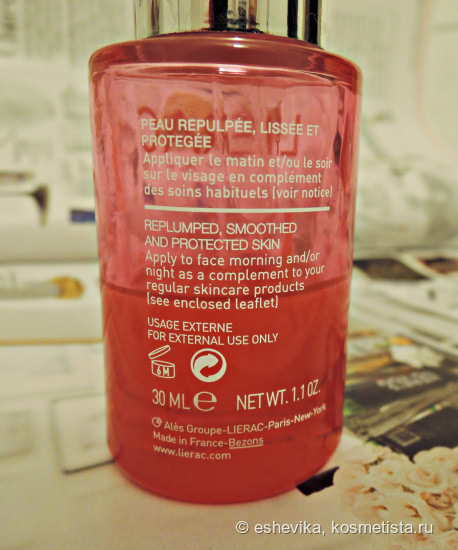 PEAU REPULPÉE, LISSÉE ET
PROTEGÉE
Appliquer le matin et/ou le soir
sur le visage en complément
des soins habituels (voir notice)
REPLUMPED, SMOOTHED
AND PROTECTED SKIN
Apply to face morning and/or
night as a complement to your
regular skincare products
(see enclosed leaflet)
USAGE EXTERNE
FOR EXTERNAL USE ONLY
6M
30 ML e NET WT. 1.1 OZ.
Alès Groupe-LIERAC-Paris-New-York
Made in France-Bezons
www.lierac.com
© eshevika, kosmetista.ru